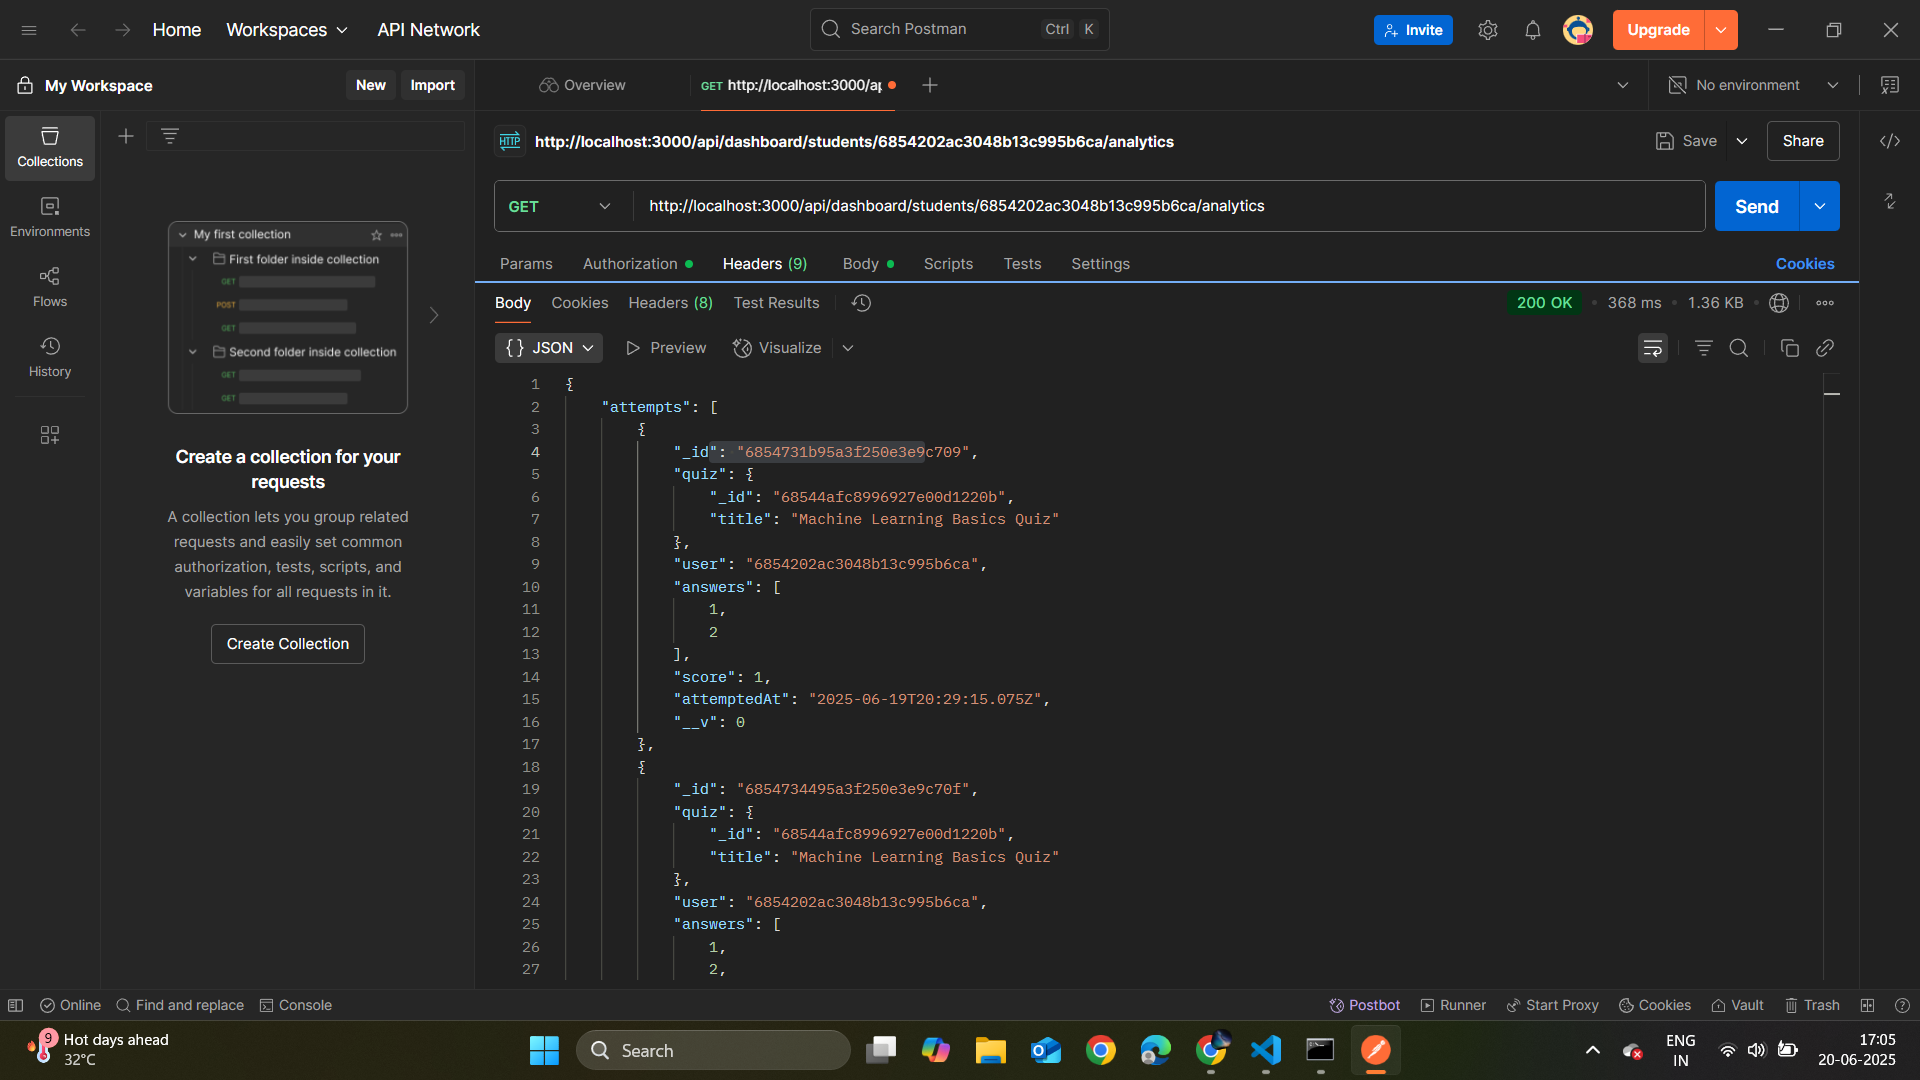 Home
Workspaces
API Network
Search Postman
Ctrl
K
Invite
Upgrade
My Workspace
New
Import
Overview
GET http://localhost:3000/ap
No environment
Collections
Environments
Flows
History
My first collection
First folder inside collection
GET
POST
GET
Second folder inside collection
GET
GET
Create a collection for your
requests
A collection lets you group related
requests and easily set common
authorization, tests, scripts, and
variables for all requests in it.
Create Collection
HTTP
http://localhost:3000/api/dashboard/students/6854202ac3048b13c995b6ca/analytics
Save
Share
GET
http://localhost:3000/api/dashboard/students/6854202ac3048b13c995b6ca/analytics
Send
Params
Authorization
Headers (9)
Body
Scripts
Tests
Settings
Cookies
Body
Cookies
Headers (8)
Test Results
200 OK
368 ms
1.36 KB
{} JSON
Preview
Visualize
1 {
2 "attempts": [
3 {
4 "_id": "6854731b95a3f250e3e9c709",
5 "quiz": {
6 "_id": "68544afc8996927e00d1220b",
7 "title": "Machine Learning Basics Quiz"
8 },
9 "user": "6854202ac3048b13c995b6ca",
10 "answers": [
11 1,
12 2
13 ],
14 "score": 1,
15 "attemptedAt": "2025-06-19T20:29:15.075Z",
16 "__v": 0
17 },
18 {
19 "_id": "6854734495a3f250e3e9c70f",
20 "quiz": {
21 "_id": "68544afc8996927e00d1220b",
22 "title": "Machine Learning Basics Quiz"
23 },
24 "user": "6854202ac3048b13c995b6ca",
25 "answers": [
26 1,
27 2,
Online
Find and replace
Console
Postbot
Runner
Start Proxy
Cookies
Vault
Trash
9
Hot days ahead
32°C
Search
ENG
IN
17:05
20-06-2025